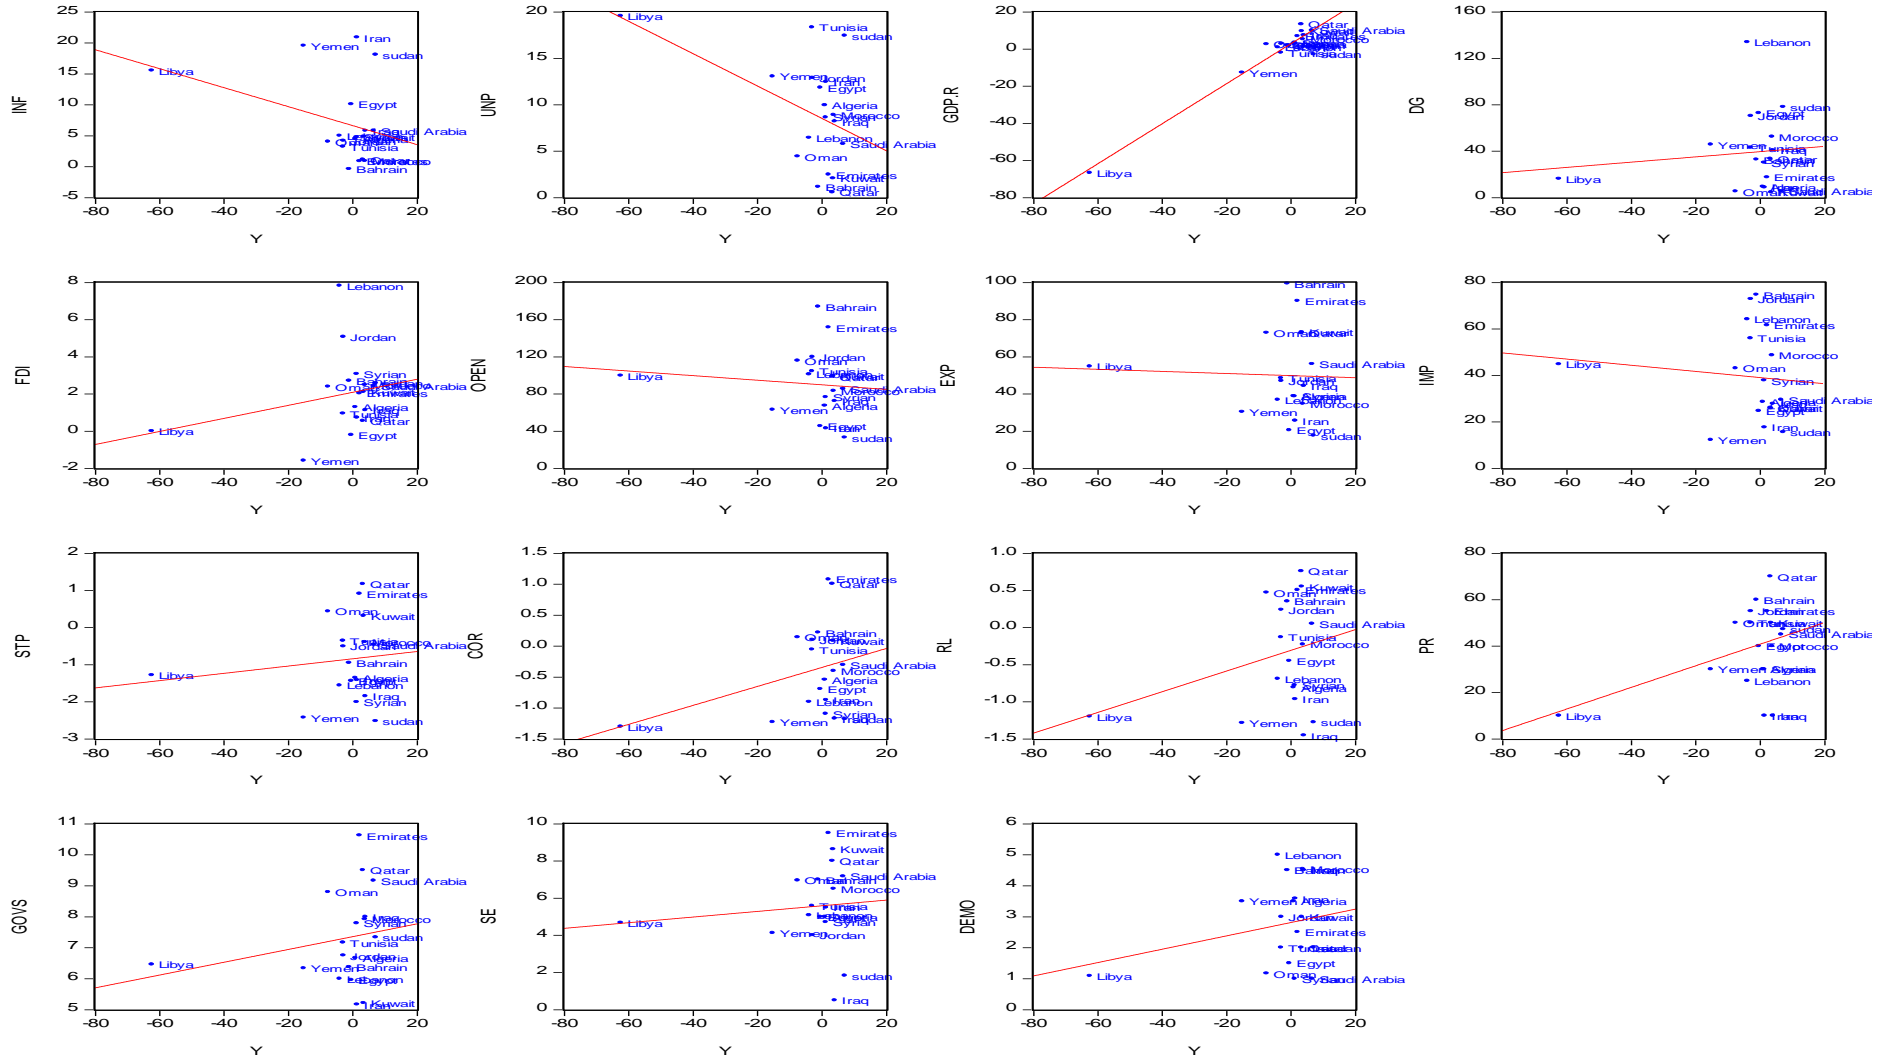 INF
25
20
15
10
5
0
-5
Iran
Yemen
sudan
Libya
Egypt
Saudi Arabia
Tunisia
Qatar
Bahrain
-80 -60 -40 -20 0 20
Y
UNP
20
15
10
5
0
Libya
Tunisia
sudan
Yemen
Jordan
Iran
Egypt
Algeria
Morocco
Syrian
Iraq
Lebanon
Saudi Arabia
Oman
Emirates
Kuwait
Bahrain
Qatar
-80 -60 -40 -20 0 20
Y
GDP.R
20
0
-20
-40
-60
-80
Qatar
Saudi Arabia
Morocco
Tunisia
sudan
Yemen
Libya
-80 -60 -40 -20 0 20
Y
DG
160
120
80
40
0
Lebanon
sudan
Egypt
Jordan
Morocco
Yemen
Tunisia
Iraq
Qatar
Syrian
Libya
Emirates
Algeria
Oman
Kuwait
Saudi Arabia
-80 -60 -40 -20 0 20
Y
FDI
8
6
4
2
0
-2
Lebanon
Jordan
Syrian
Bahrain
Oman
Saudi Arabia
Emirates
Algeria
Tunisia
Qatar
Libya
Egypt
Yemen
-80 -60 -40 -20 0 20
Y
OPEN
200
160
120
80
40
0
Bahrain
Emirates
Jordan
Oman
Tunisia
Lebanon
Libya
Qatar
Saudi Arabia
Morocco
Syrian
Iraq
Algeria
Yemen
Egypt
Iran
sudan
-80 -60 -40 -20 0 20
Y
EXP
100
80
60
40
20
0
Bahrain
Emirates
Oman
Kuwait
Qatar
Libya
Saudi Arabia
Tunisia
Jordan
Iraq
Syrian
Lebanon
Morocco
Yemen
Iran
Egypt
sudan
-80 -60 -40 -20 0 20
Y
IMP
80
60
40
20
0
Bahrain
Jordan
Lebanon
Emirates
Tunisia
Morocco
Libya
Oman
Syrian
Saudi Arabia
Algeria
Kuwait
Egypt
Iran
sudan
Yemen
-80 -60 -40 -20 0 20
Y
STP
2
1
0
-1
-2
-3
Qatar
Emirates
Oman
Kuwait
Tunisia
Morocco
Jordan
Saudi Arabia
Bahrain
Libya
Algeria
Egypt
Lebanon
Iraq
Syrian
Yemen
sudan
-80 -60 -40 -20 0 20
Y
COR
1.5
1.0
0.5
0.0
-0.5
-1.0
-1.5
Emirates
Qatar
Bahrain
Oman
Jordan
Kuwait
Tunisia
Saudi Arabia
Morocco
Algeria
Egypt
Iran
Lebanon
Syrian
Yemen
Iraq
sudan
Libya
-80 -60 -40 -20 0 20
Y
RL
1.0
0.5
0.0
-0.5
-1.0
-1.5
Qatar
Kuwait
Emirates
Oman
Bahrain
Jordan
Saudi Arabia
Tunisia
Morocco
Egypt
Lebanon
Syrian
Algeria
Iran
Libya
Yemen
sudan
Iraq
-80 -60 -40 -20 0 20
Y
PR
80
60
40
20
0
Qatar
Bahrain
Jordan
Emirates
Oman
Tunisia
Kuwait
sudan
Saudi Arabia
Egypt
Morocco
Yemen
Algeria
Syrian
Lebanon
Libya
Iran
Iraq
-80 -60 -40 -20 0 20
Y
GOVS
11
10
9
8
7
6
5
Emirates
Qatar
Saudi Arabia
Oman
Iraq
Morocco
Syrian
sudan
Tunisia
Jordan
Algeria
Libya
Yemen
Bahrain
Lebanon
Egypt
Kuwait
Iran
-80 -60 -40 -20 0 20
Y
SE
10
8
6
4
2
0
Emirates
Kuwait
Qatar
Saudi Arabia
Oman
Bahrain
Morocco
Tunisia
Iran
Lebanon
Algeria
Syrian
Libya
Yemen
Jordan
sudan
Iraq
-80 -60 -40 -20 0 20
Y
DEMO
6
5
4
3
2
1
0
Lebanon
Bahrain
Iraq
Morocco
Yemen
Iran
Algeria
Jordan
Kuwait
Emirates
Tunisia
Qatar
sudan
Egypt
Oman
Libya
Syrian
Saudi Arabia
-80 -60 -40 -20 0 20
Y